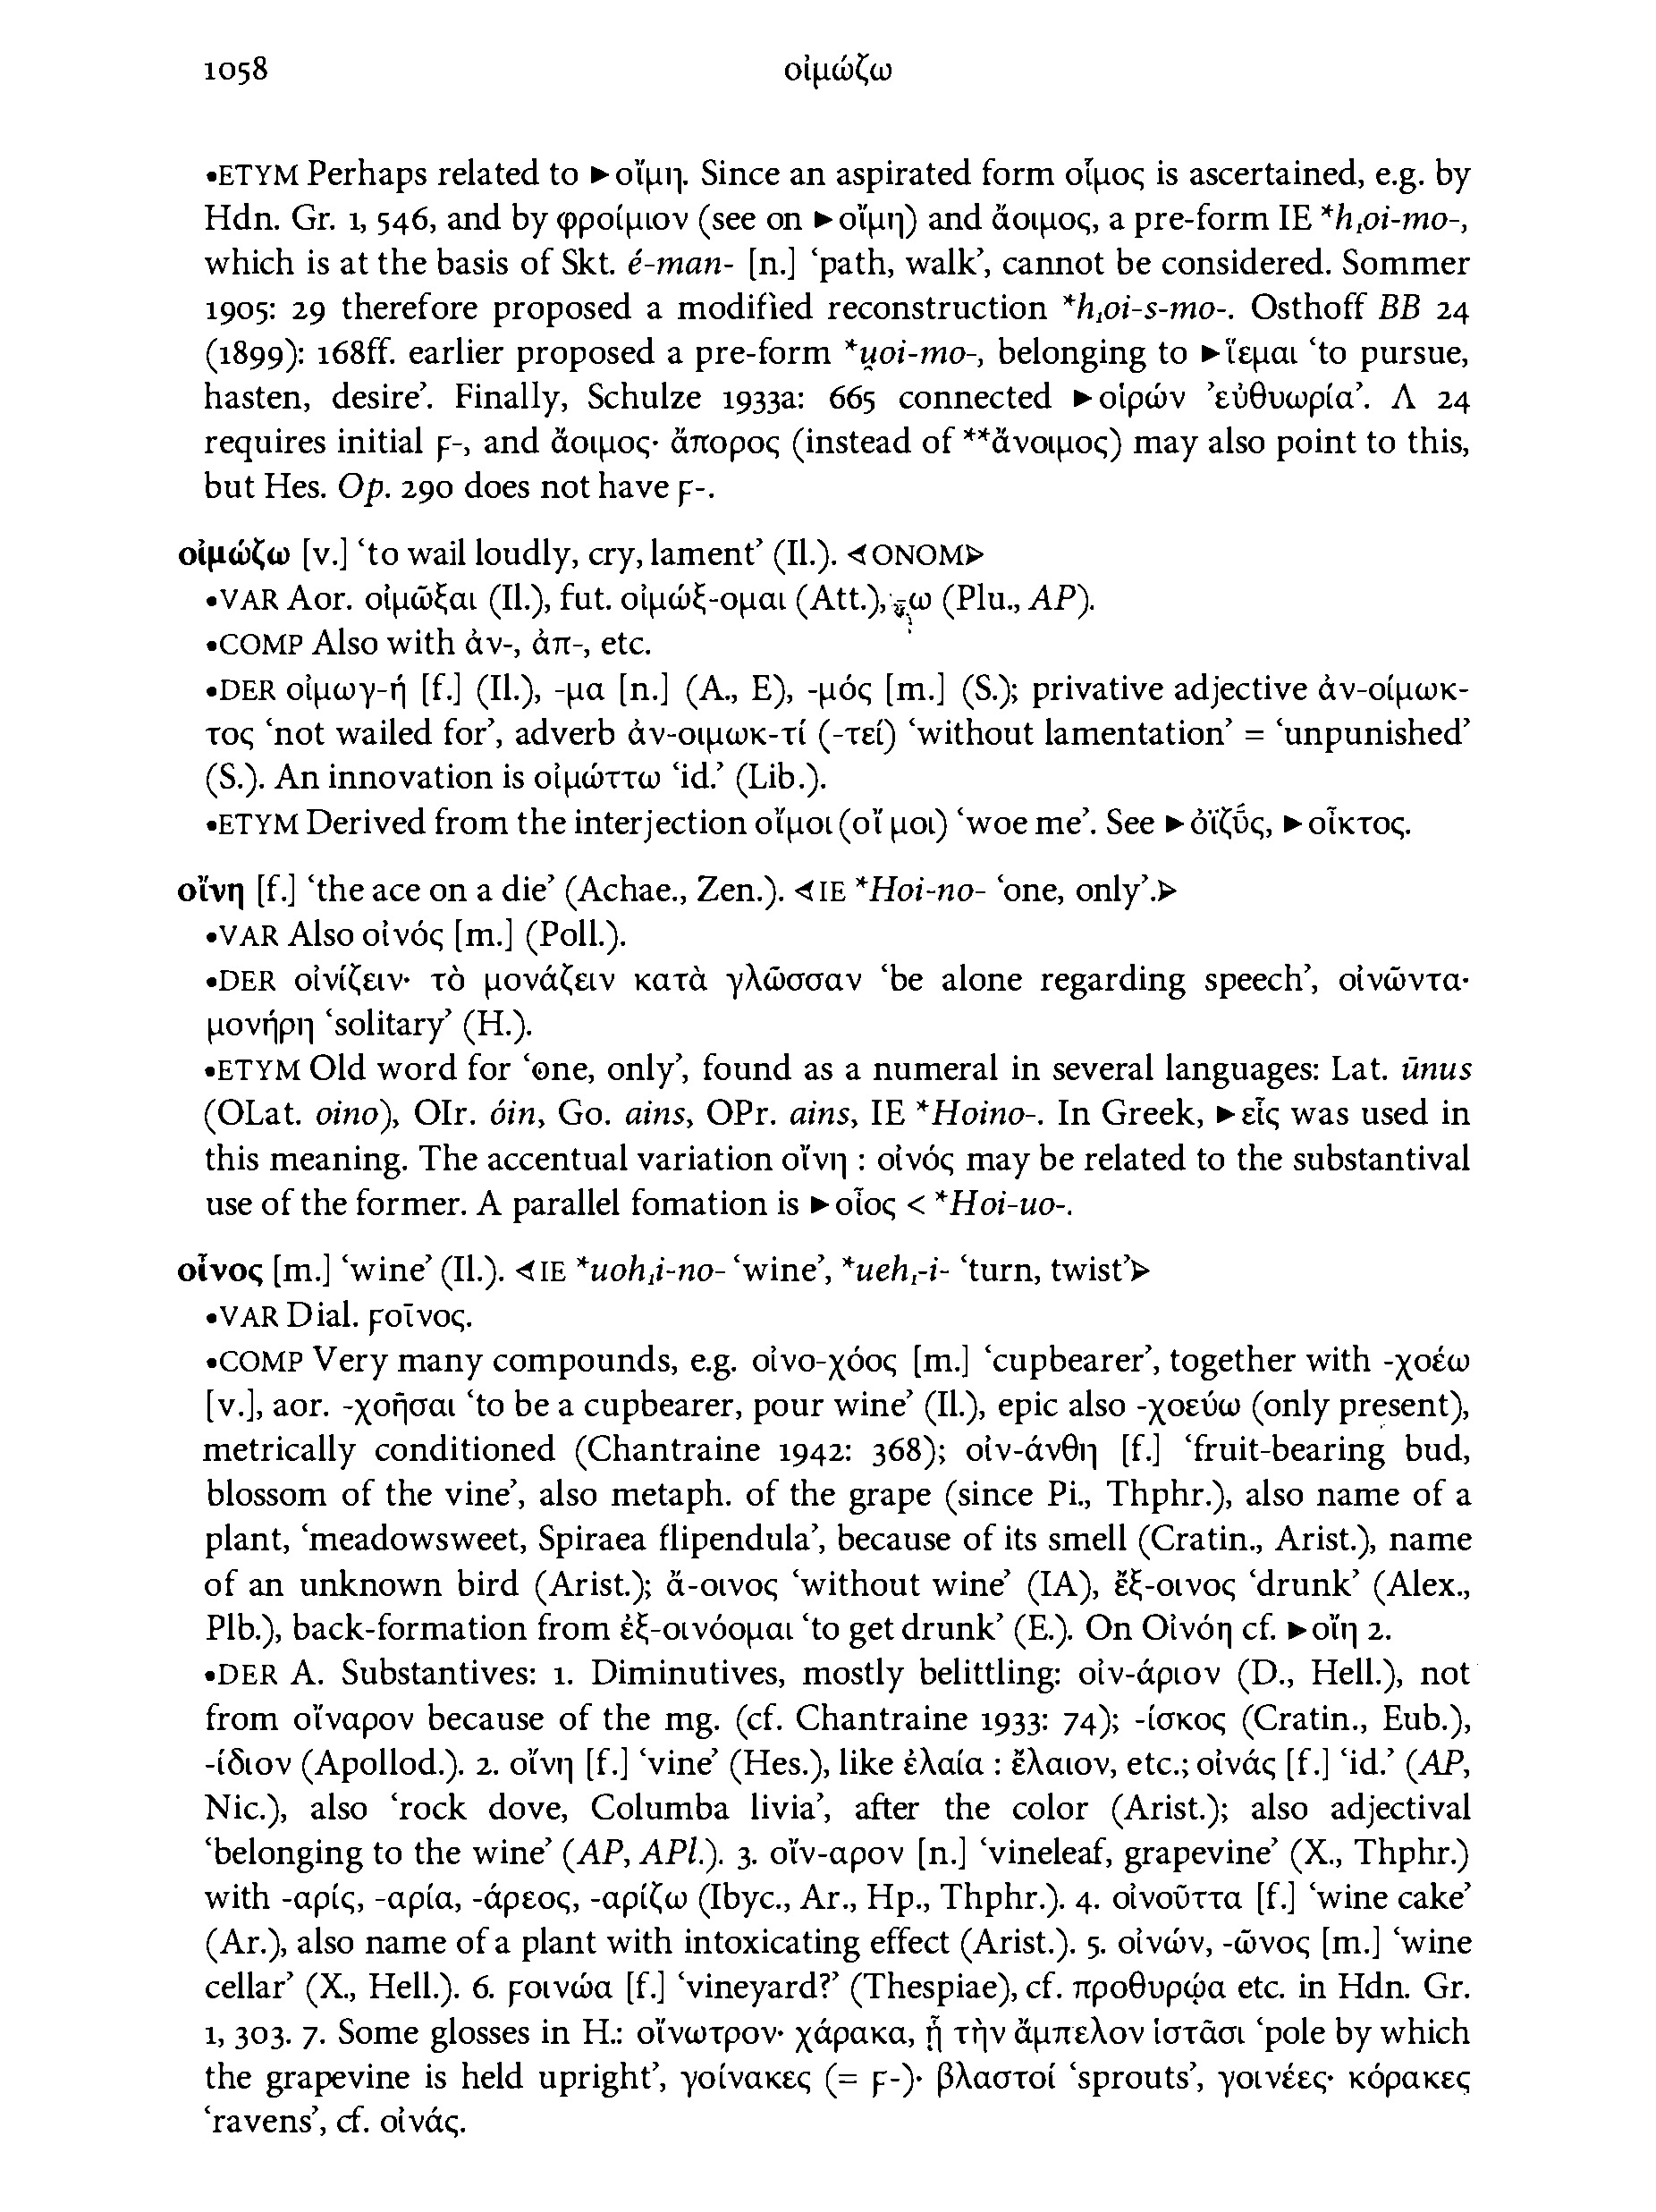 1058 οἰμώζω
•ETYM Perhaps related to ►οἴμη. Since an aspirated form οἷμος is ascertained, e.g. by
Hdn. Gr. 1, 546, and by φροίμιον (see on ►οἴμη) and ἄοιμος, a pre-form IE *h₁oi-mo-,
which is at the basis of Skt. é-man- [n.] ‘path, walk’, cannot be considered. Sommer
1905: 29 therefore proposed a modified reconstruction *h₁oi-s-mo-. Osthoff BB 24
(1899): 168ff. earlier proposed a pre-form *u̯oi-mo-, belonging to ►ἵεμαι ‘to pursue,
hasten, desire’. Finally, Schulze 1933a: 665 connected ►οἰρών ’εὐθυωρία’. Λ 24
requires initial ϝ-, and ἄοιμος· ἄπορος (instead of **ἄνοιμος) may also point to this,
but Hes. Op. 290 does not have ϝ-.
οἰμώζω [v.] ‘to wail loudly, cry, lament’ (Il.). ⋖ONOM⋗
•VAR Aor. οἰμῶξαι (Il.), fut. οἰμώξ-ομαι (Att.), -ω (Plu., AP).
•COMP Also with ἀν-, ἀπ-, etc.
•DER οἰμωγ-ή [f.] (Il.), -μα [n.] (A., E), -μός [m.] (S.); privative adjective ἀν-οίμωκ-
τος ‘not wailed for’, adverb ἀν-οιμωκ-τί (-τεί) ‘without lamentation’ = ‘unpunished’
(S.). An innovation is οἰμώττω ‘id.’ (Lib.).
•ETYM Derived from the interjection οἴμοι (οἴ μοι) ‘woe me’. See ►ὀϊζῡ́ς, ►οἶκτος.
οἴνη [f.] ‘the ace on a die’ (Achae., Zen.). ⋖IE *Hoi-no- ‘one, only’.⋗
•VAR Also οἰνός [m.] (Poll.).
•DER οἰνίζειν· τὸ μονάζειν κατὰ γλῶσσαν ‘be alone regarding speech’, οἰνῶντα·
μονήρη ‘solitary’ (H.).
•ETYM Old word for ‘one, only’, found as a numeral in several languages: Lat. ūnus
(OLat. oino), OIr. óin, Go. ains, OPr. ains, IE *Hoino-. In Greek, ►εἷς was used in
this meaning. The accentual variation οἴνη : οἰνός may be related to the substantival
use of the former. A parallel fomation is ►οἶος < *Hoi-uo-.
οἶνος [m.] ‘wine’ (Il.). ⋖IE *uoh₁i-no- ‘wine’, *ueh₁-i- ‘turn, twist’⋗
•VAR Dial. ϝοῖνος.
•COMP Very many compounds, e.g. οἰνο-χόος [m.] ‘cupbearer’, together with -χοέω
[v.], aor. -χοῆσαι ‘to be a cupbearer, pour wine’ (Il.), epic also -χοεύω (only present),
metrically conditioned (Chantraine 1942: 368); οἰν-άνθη [f.] ‘fruit-bearing bud,
blossom of the vine’, also metaph. of the grape (since Pi., Thphr.), also name of a
plant, ‘meadowsweet, Spiraea flipendula’, because of its smell (Cratin., Arist.), name
of an unknown bird (Arist.); ἄ-οινος ‘without wine’ (IA), ἔξ-οινος ‘drunk’ (Alex.,
Plb.), back-formation from ἐξ-οινόομαι ‘to get drunk’ (E.). On Οἰνόη cf. ►οἴη 2.
•DER A. Substantives: 1. Diminutives, mostly belittling: οἰν-άριον (D., Hell.), not
from οἴναρον because of the mg. (cf. Chantraine 1933: 74); -ίσκος (Cratin., Eub.),
-ίδιον (Apollod.). 2. οἴνη [f.] ‘vine’ (Hes.), like ἐλαία : ἔλαιον, etc.; οἰνάς [f.] ‘id.’ (AP,
Nic.), also ‘rock dove, Columba livia’, after the color (Arist.); also adjectival
‘belonging to the wine’ (AP, APl.). 3. οἴν-αρον [n.] ‘vineleaf, grapevine’ (X., Thphr.)
with -αρίς, -αρία, -άρεος, -αρίζω (Ibyc., Ar., Hp., Thphr.). 4. οἰνοῦττα [f.] ‘wine cake’
(Ar.), also name of a plant with intoxicating effect (Arist.). 5. οἰνών, -ῶνος [m.] ‘wine
cellar’ (X., Hell.). 6. ϝοινώα [f.] ‘vineyard?’ (Thespiae), cf. προθυρῴα etc. in Hdn. Gr.
1, 303. 7. Some glosses in H.: οἴνωτρον· χάρακα, ᾗ τὴν ἄμπελον ἱστᾶσι ‘pole by which
the grapevine is held upright’, γοίνακες (= ϝ-)· βλαστοί ‘sprouts’, γοινέες· κόρακες
‘ravens’, cf. οἰνάς.